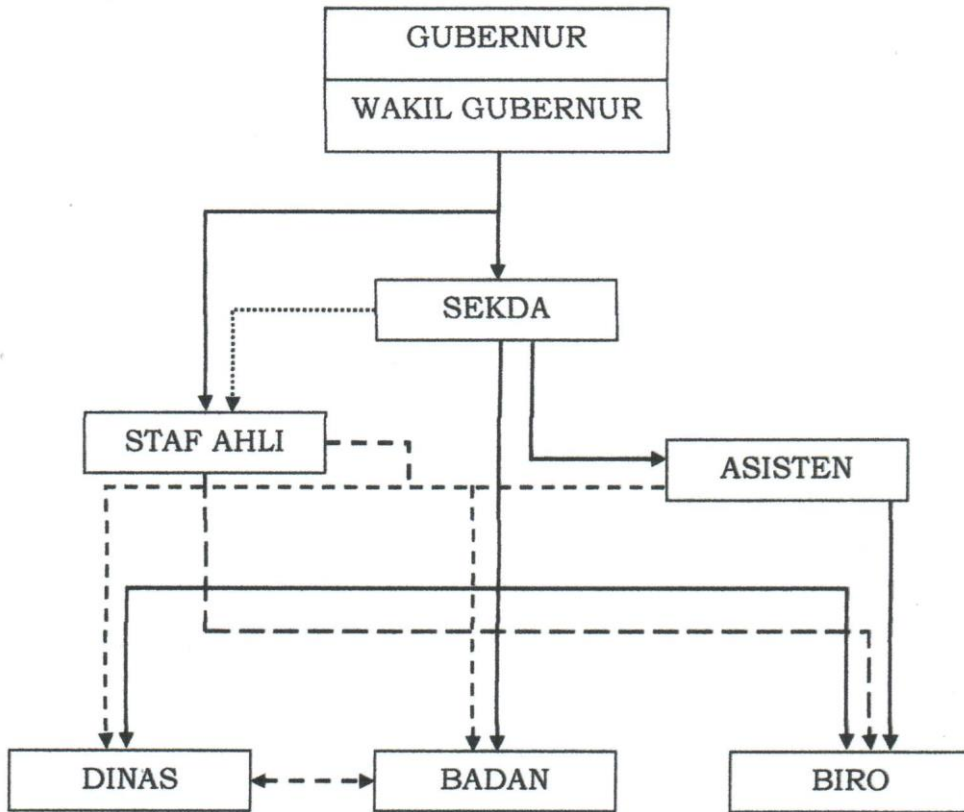 GUBERNUR
WAKIL GUBERNUR
SEKDA
STAF AHLI
ASISTEN
DINAS
BADAN
BIRO